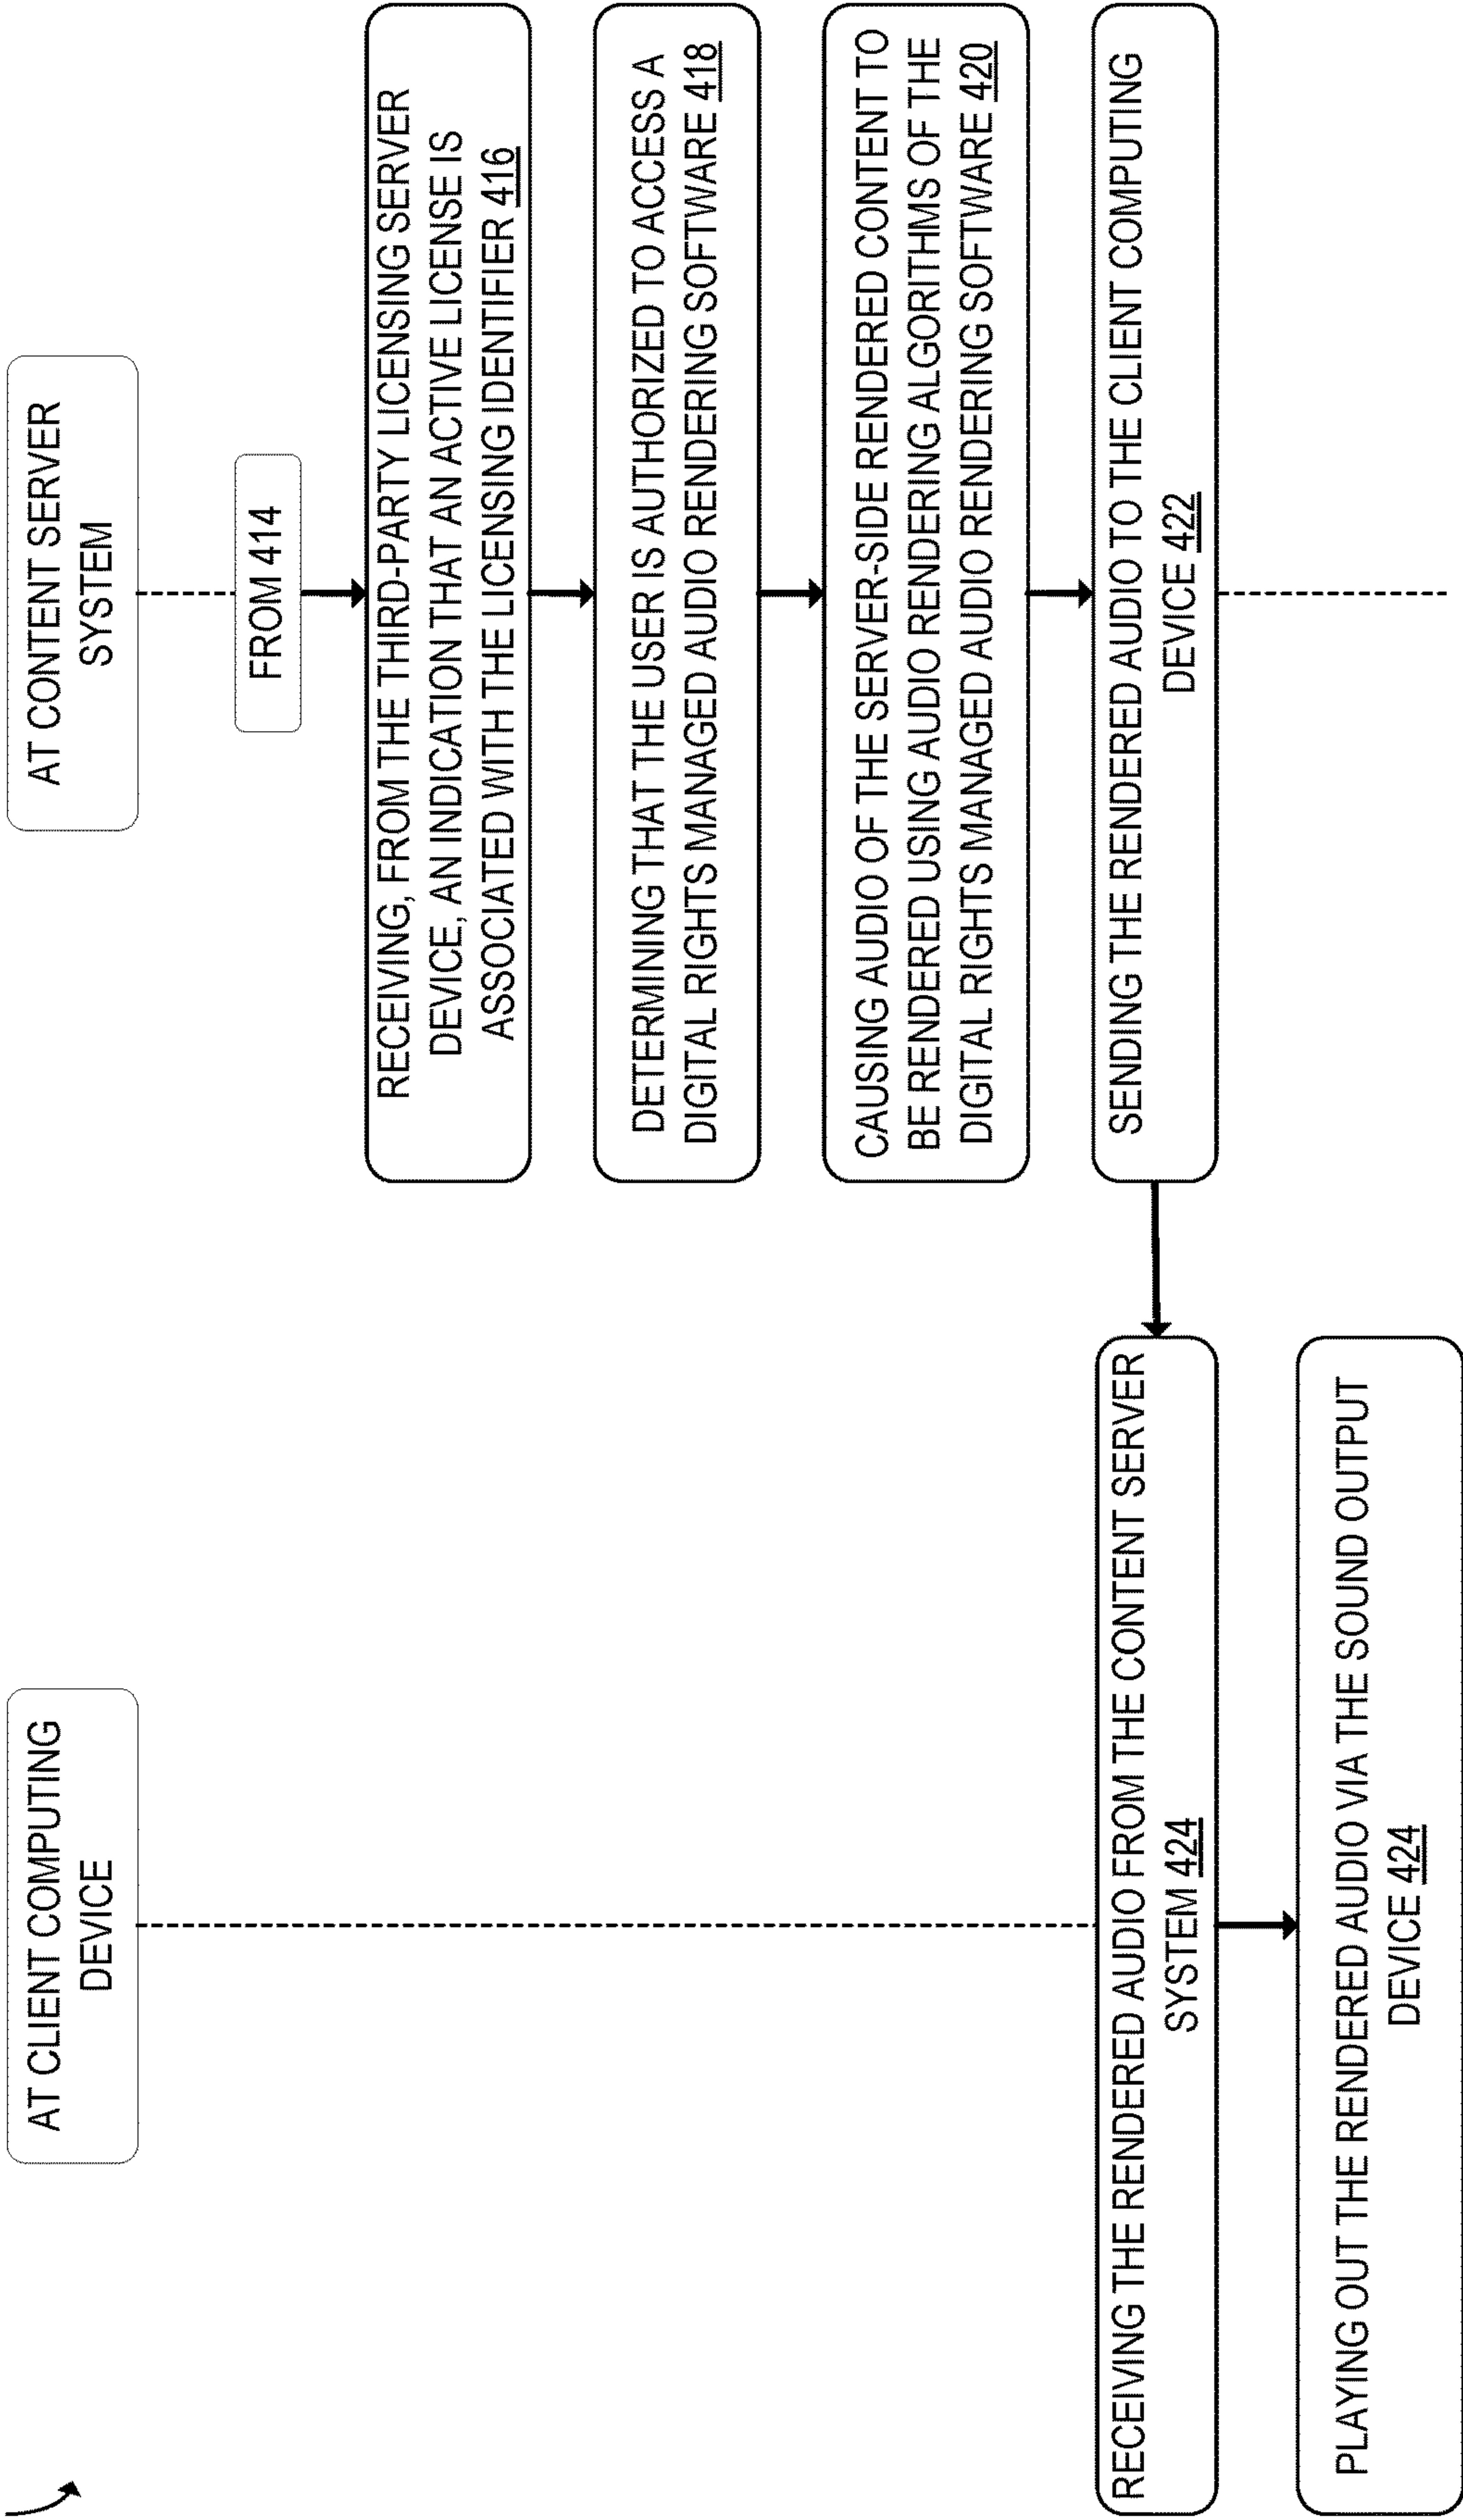 AT CLIENT COMPUTING
DEVICE
AT CONTENT SERVER
SYSTEM
FROM 414
RECEIVING, FROM THE THIRD-PARTY LICENSING SERVER
DEVICE, AN INDICATION THAT AN ACTIVE LICENSE IS
ASSOCIATED WITH THE LICENSING IDENTIFIER 416
DETERMINING THAT THE USER IS AUTHORIZED TO ACCESS A
DIGITAL RIGHTS MANAGED AUDIO RENDERING SOFTWARE 418
CAUSING AUDIO OF THE SERVER-SIDE RENDERED CONTENT TO
BE RENDERED USING AUDIO RENDERING ALGORITHMS OF THE
DIGITAL RIGHTS MANAGED AUDIO RENDERING SOFTWARE 420
SENDING THE RENDERED AUDIO TO THE CLIENT COMPUTING
DEVICE 422
RECEIVING THE RENDERED AUDIO FROM THE CONTENT SERVER
SYSTEM 424
PLAYING OUT THE RENDERED AUDIO VIA THE SOUND OUTPUT
DEVICE 424